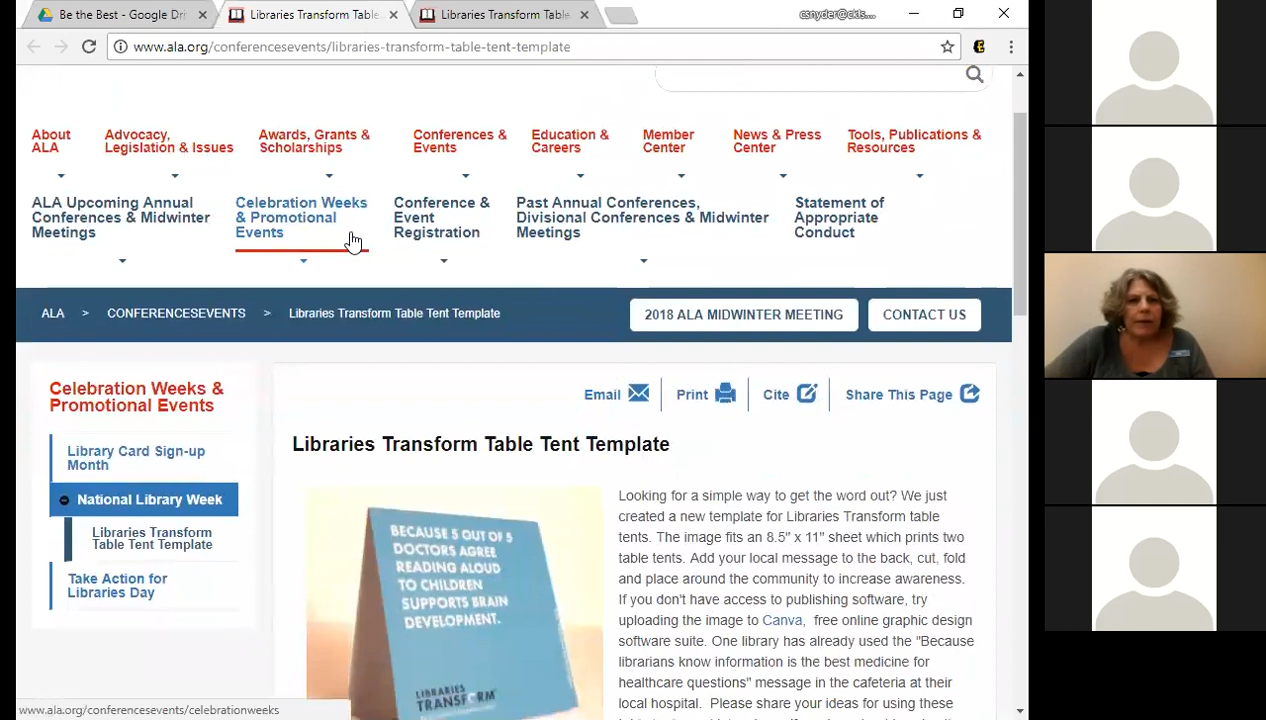 Be the Best - Google Dri
Libraries Transform Table
Libraries Transform Table
csnyder@ckts...
www.ala.org/conferencesevents/libraries-transform-table-tent-template
About ALA
Advocacy, Legislation & Issues
Awards, Grants & Scholarships
Conferences & Events
Education & Careers
Member Center
News & Press Center
Tools, Publications & Resources
ALA Upcoming Annual Conferences & Midwinter Meetings
Celebration Weeks & Promotional Events
Conference & Event Registration
Past Annual Conferences, Divisional Conferences & Midwinter Meetings
Statement of Appropriate Conduct
ALA > CONFERENCESEVENTS > Libraries Transform Table Tent Template
2018 ALA MIDWINTER MEETING
CONTACT US
Celebration Weeks &
Promotional Events
Library Card Sign-up
Month
National Library Week
Libraries Transform
Table Tent Template
Take Action for
Libraries Day
Email
Print
Cite
Share This Page
Libraries Transform Table Tent Template
BECAUSE 5 OUT OF 5
DOCTORS AGREE
READING ALOUD
TO CHILDREN
SUPPORTS BRAIN
DEVELOPMENT.
LIBRARIES
TRANSFORM
Looking for a simple way to get the word out? We just
created a new template for Libraries Transform table
tents. The image fits an 8.5" x 11" sheet which prints two
table tents. Add your local message to the back, cut, fold
and place around the community to increase awareness.
If you don't have access to publishing software, try
uploading the image to Canva, free online graphic design
software suite. One library has already used the "Because
librarians know information is the best medicine for
healthcare questions" message in the cafeteria at their
local hospital. Please share your ideas for using these
www.ala.org/conferencesevents/celebrationweeks